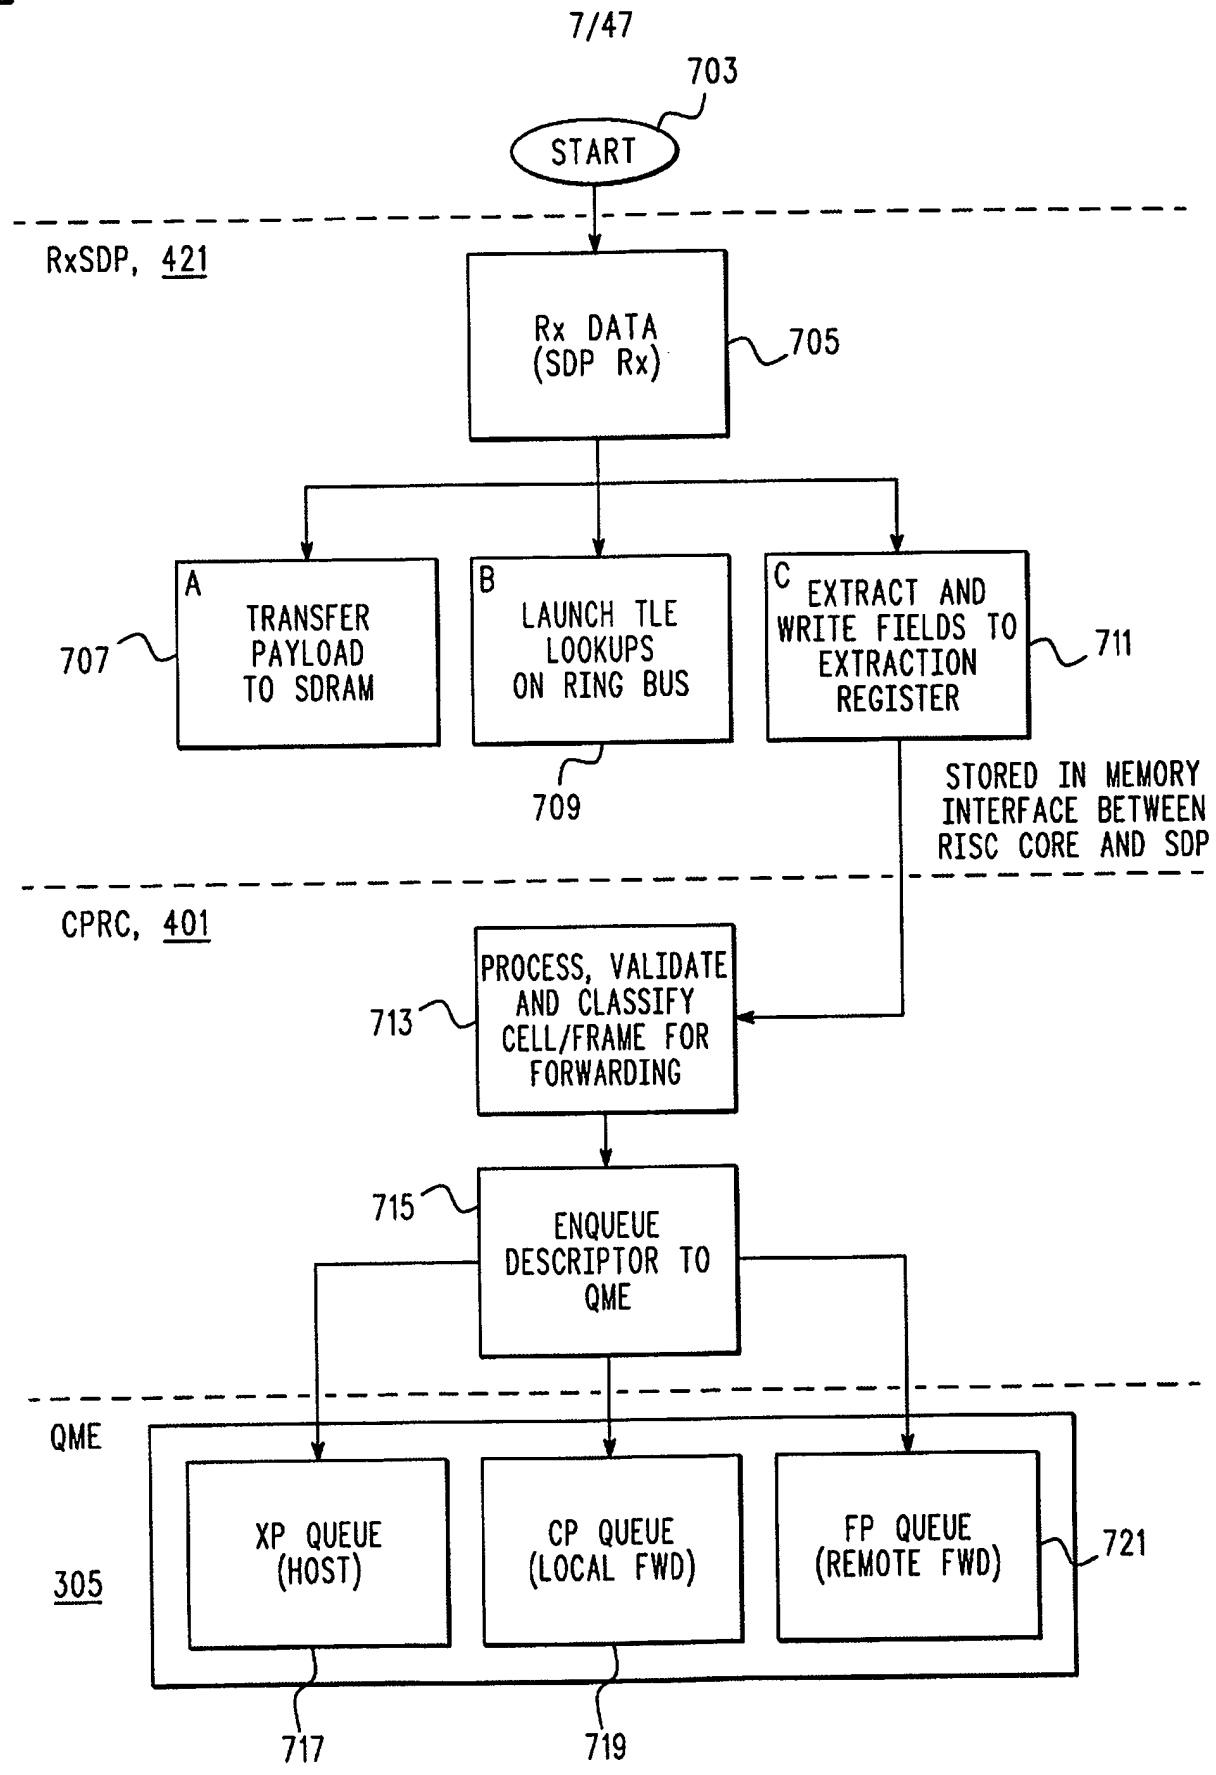 7/47
703
START
RxSDP, 421
Rx DATA
(SDP Rx)
705
A
TRANSFER
PAYLOAD
TO SDRAM
707
B
LAUNCH TLE
LOOKUPS
ON RING BUS
709
C
EXTRACT AND
WRITE FIELDS TO
EXTRACTION
REGISTER
711
STORED IN MEMORY
INTERFACE BETWEEN
RISC CORE AND SDP
CPRC, 401
PROCESS, VALIDATE
AND CLASSIFY
CELL/FRAME FOR
FORWARDING
713
715
ENQUEUE
DESCRIPTOR TO
QME
QME
305
XP QUEUE
(HOST)
CP QUEUE
(LOCAL FWD)
FP QUEUE
(REMOTE FWD)
721
717
719